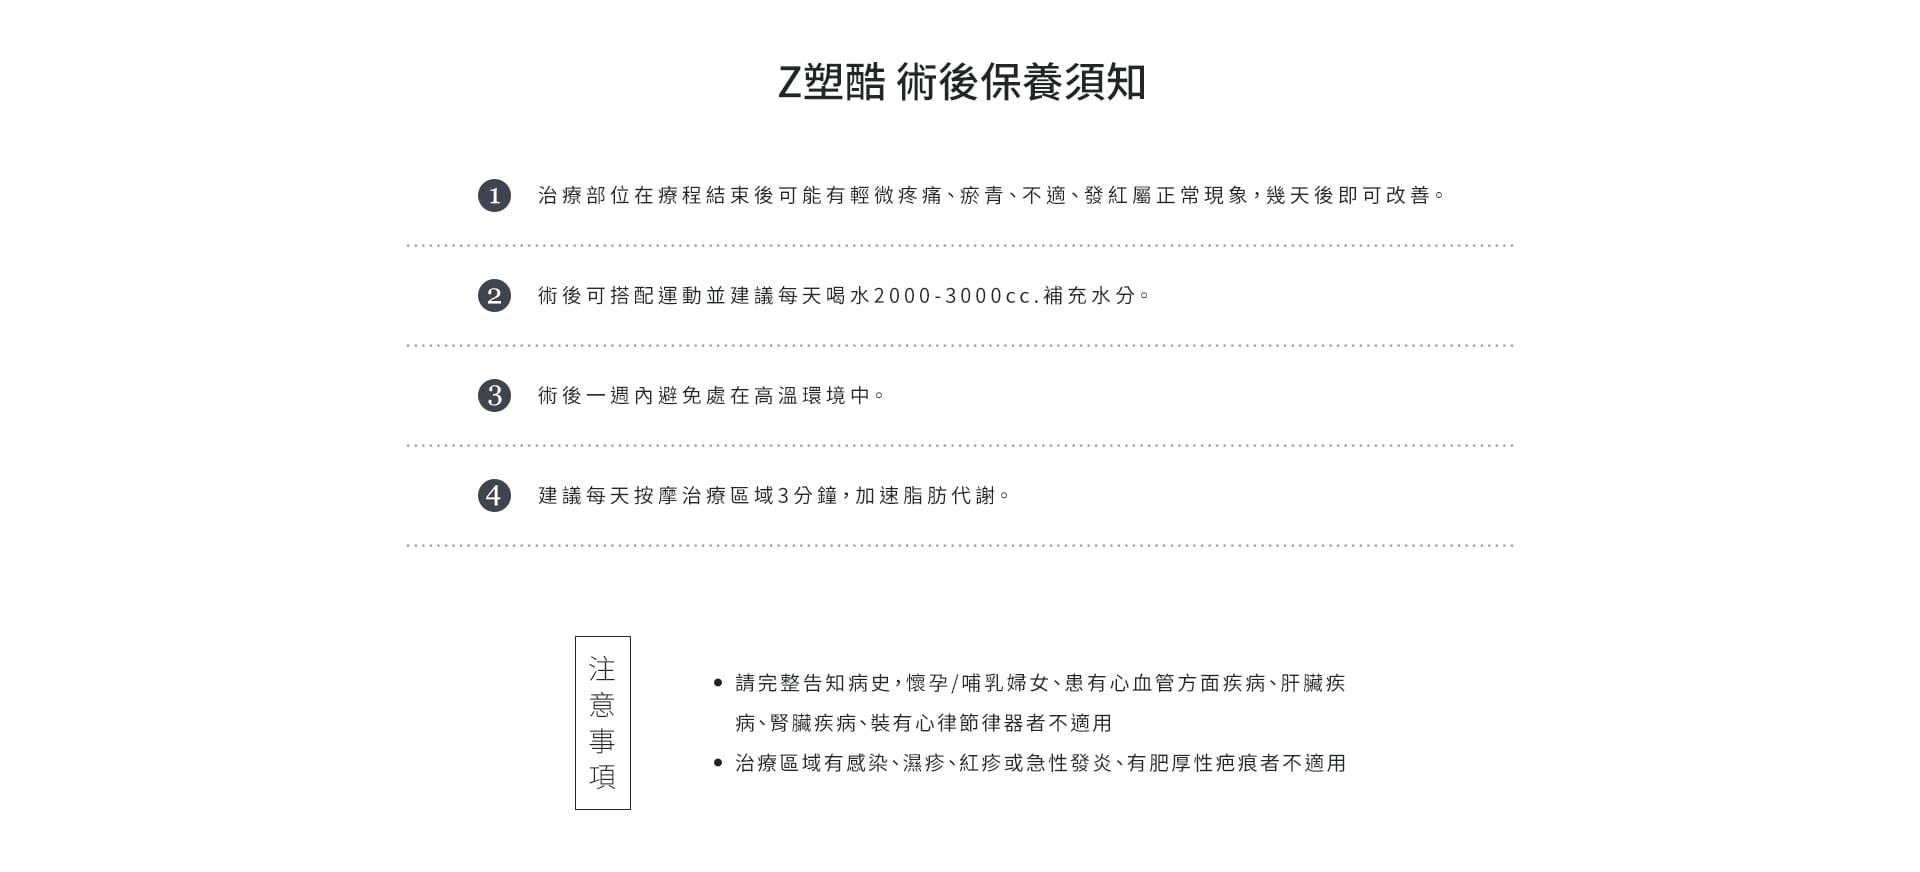 Z塑酷 術後保養須知
1 治療部位在療程結束後可能有輕微疼痛、瘀青、不適、發紅屬正常現象，幾天後即可改善。
2 術後可搭配運動並建議每天喝水2000-3000cc.補充水分。
3 術後一週內避免處在高溫環境中。
4 建議每天按摩治療區域3分鐘，加速脂肪代謝。
注意事項
• 請完整告知病史，懷孕/哺乳婦女、患有心血管方面疾病、肝臟疾
病、腎臟疾病、裝有心律節律器者不適用
• 治療區域有感染、濕疹、紅疹或急性發炎、有肥厚性疤痕者不適用